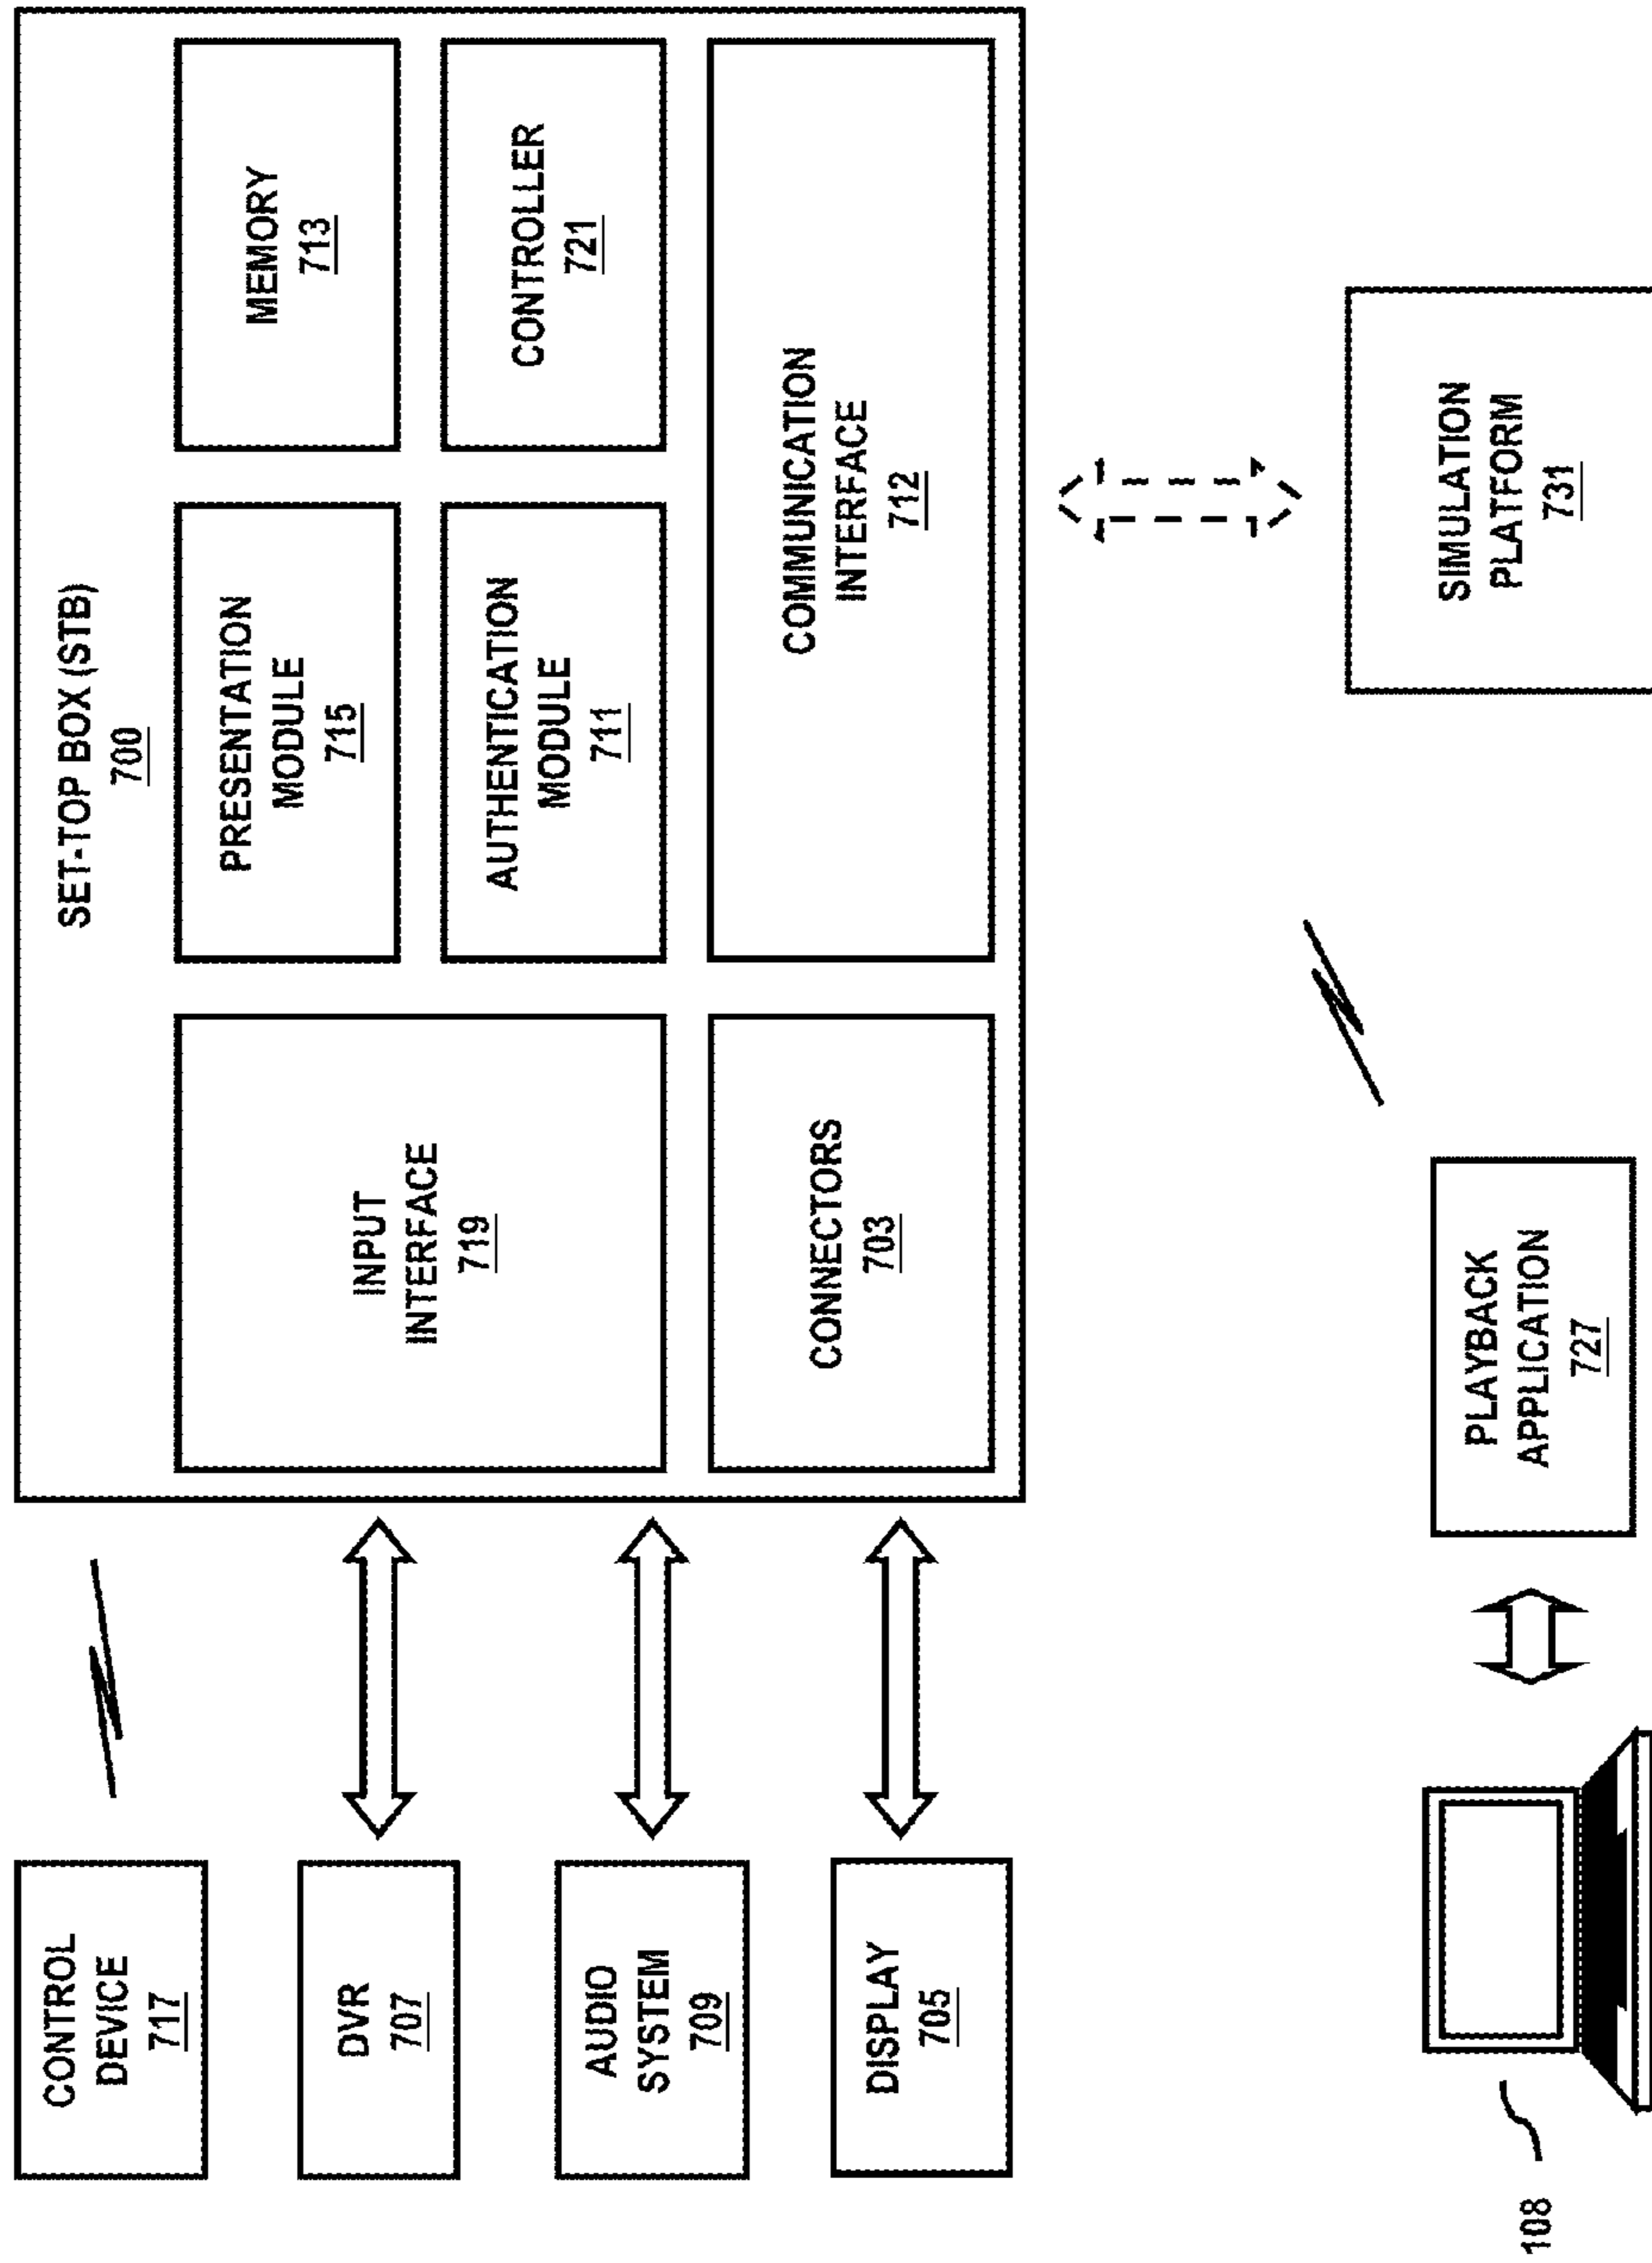 SET-TOP BOX (STB)
700
CONTROL
DEVICE
717
DVR
707
AUDIO
SYSTEM
709
DISPLAY
705
INPUT
INTERFACE
719
CONNECTORS
703
PRESENTATION
MODULE
715
MEMORY
713
AUTHENTICATION
MODULE
711
CONTROLLER
721
COMMUNICATION
INTERFACE
712
108
PLAYBACK
APPLICATION
727
SIMULATION
PLATFORM
731